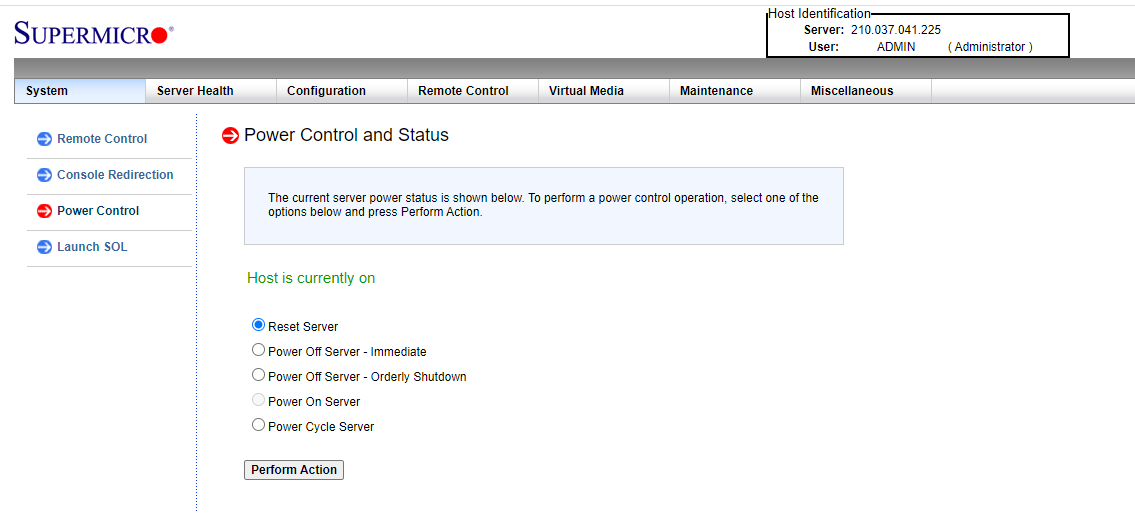 SUPERMICRO®
Host Identification
Server: 210.037.041.225
User: ADMIN ( Administrator )
System Server Health Configuration Remote Control Virtual Media Maintenance Miscellaneous
Remote Control
Console Redirection
Power Control
Launch SOL
Power Control and Status
The current server power status is shown below. To perform a power control operation, select one of the
options below and press Perform Action.
Host is currently on
Reset Server
Power Off Server - Immediate
Power Off Server - Orderly Shutdown
Power On Server
Power Cycle Server
Perform Action